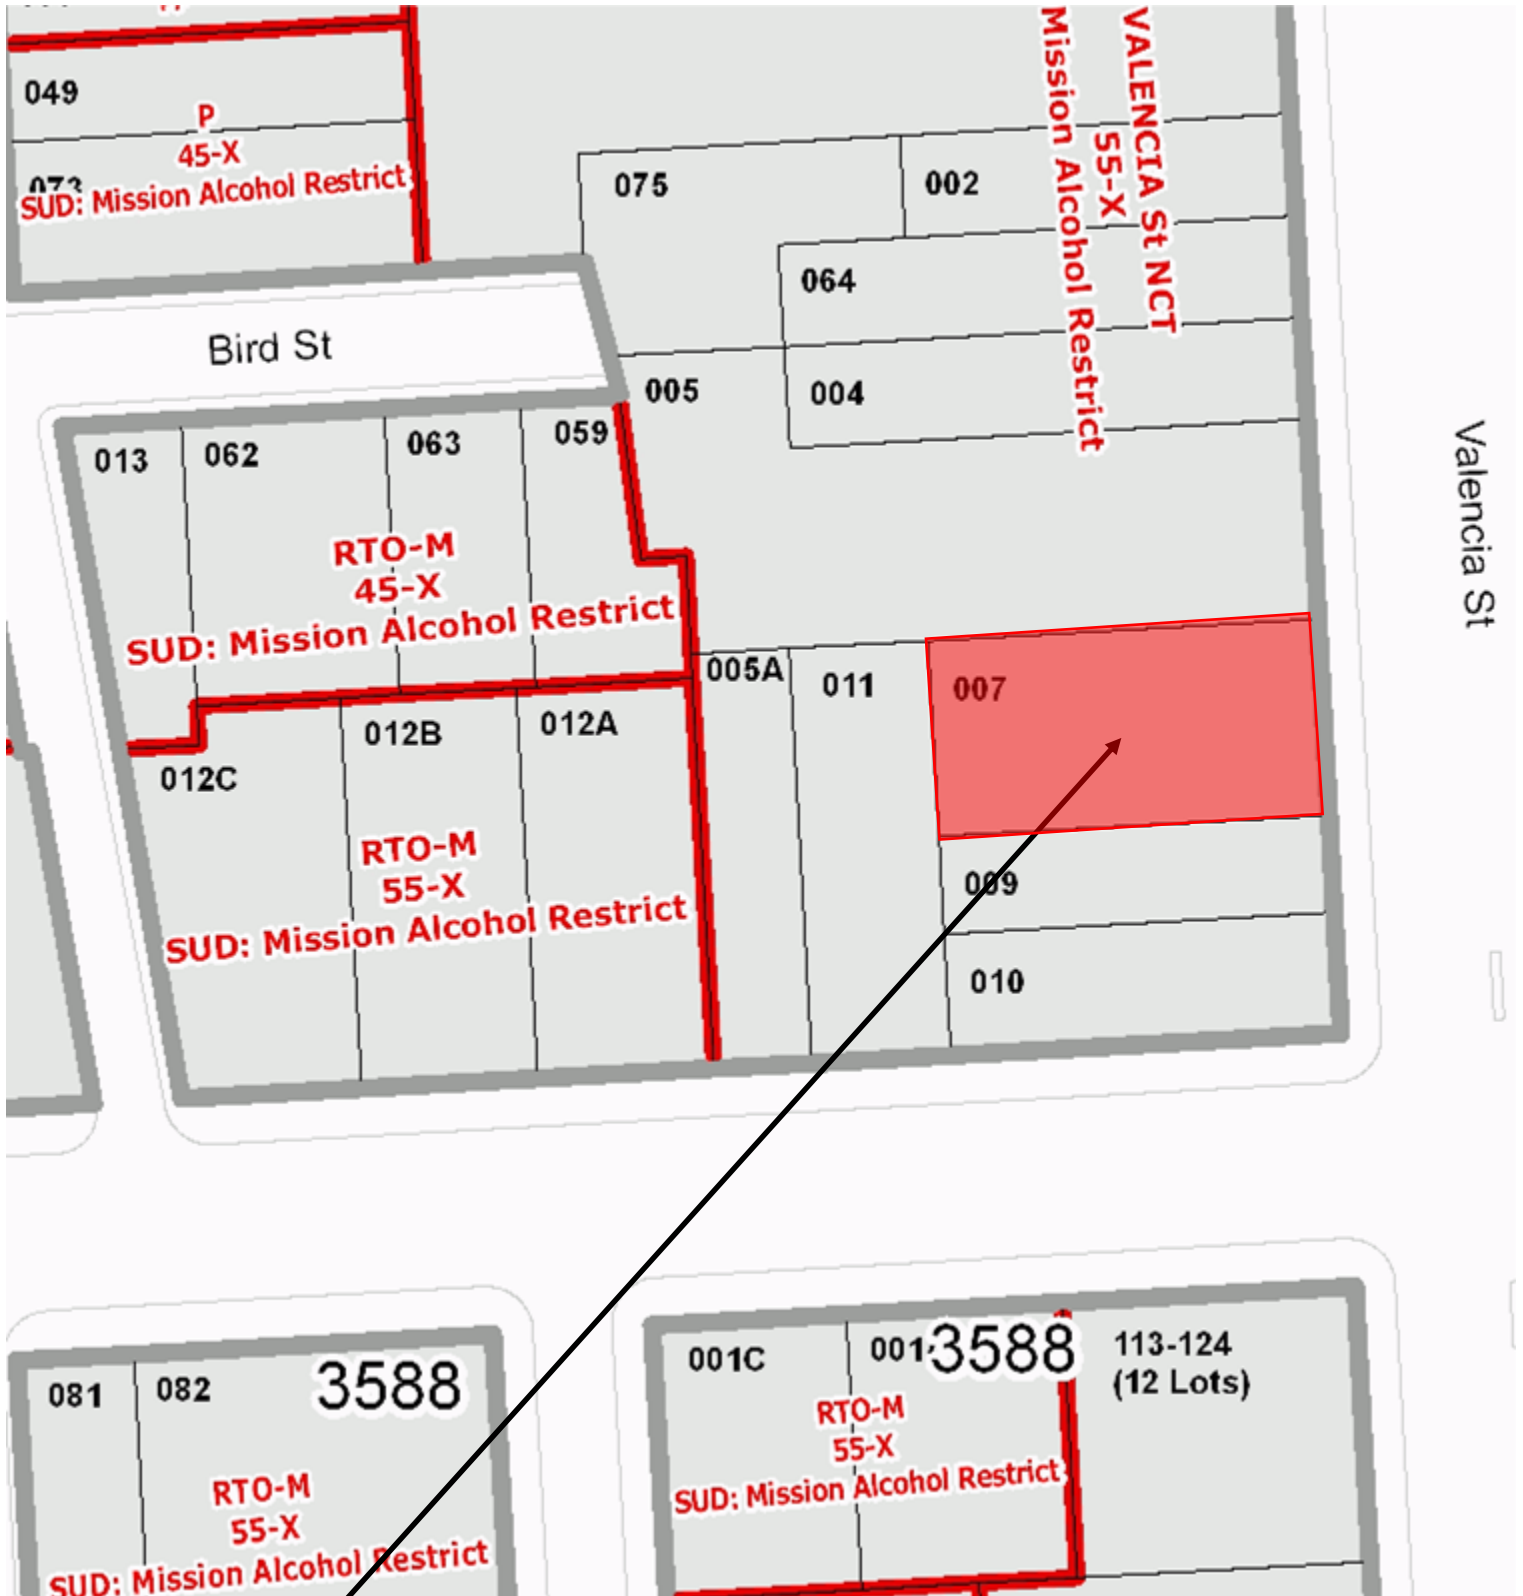 049
P
45-X
SUD: Mission Alcohol Restrict
075
002
VALENCIA St NCT
55-X
Mission Alcohol Restrict
064
Bird St
005
004
013
062
063
059
Valencia St
RTO-M
45-X
SUD: Mission Alcohol Restrict
005A
011
007
012C
012B
012A
RTO-M
55-X
SUD: Mission Alcohol Restrict
009
010
081
082
3588
RTO-M
55-X
SUD: Mission Alcohol Restrict
001C
3588
113-124
(12 Lots)
RTO-M
55-X
SUD: Mission Alcohol Restrict